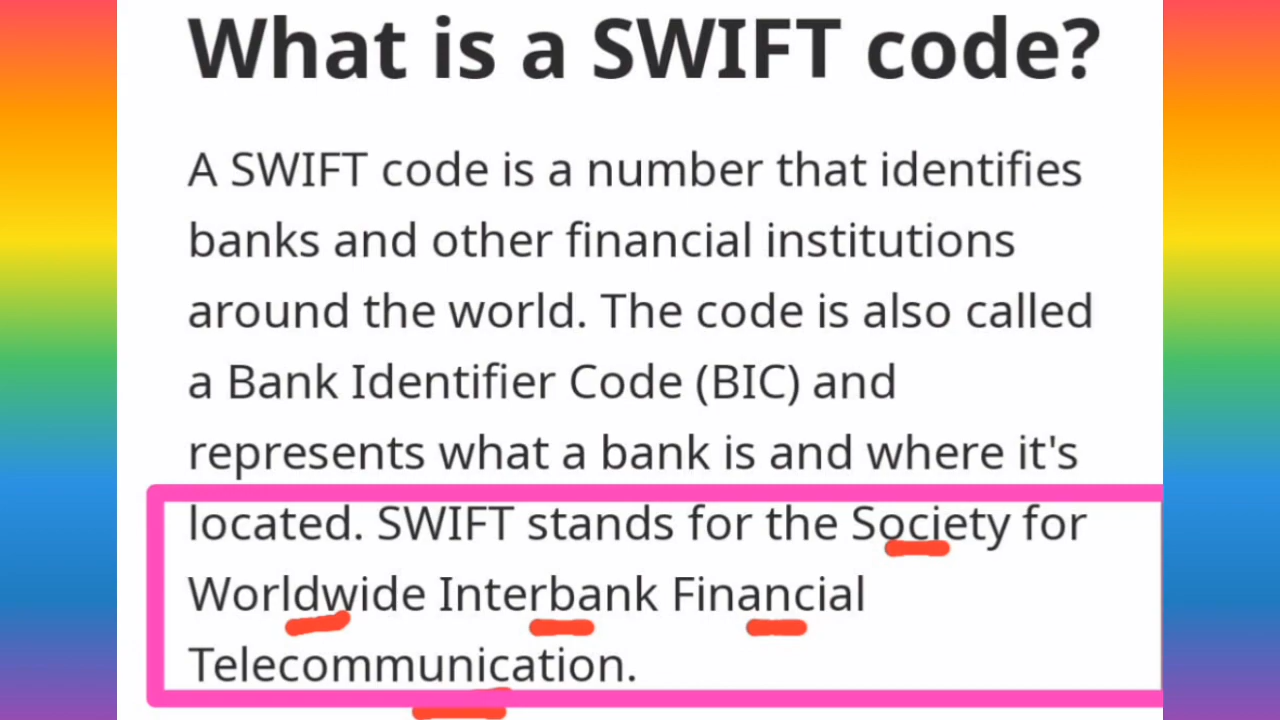 What is a SWIFT code?
A SWIFT code is a number that identifies
banks and other financial institutions
around the world. The code is also called
a Bank Identifier Code (BIC) and
represents what a bank is and where it's
located. SWIFT stands for the Society for
Worldwide Interbank Financial
Telecommunication.